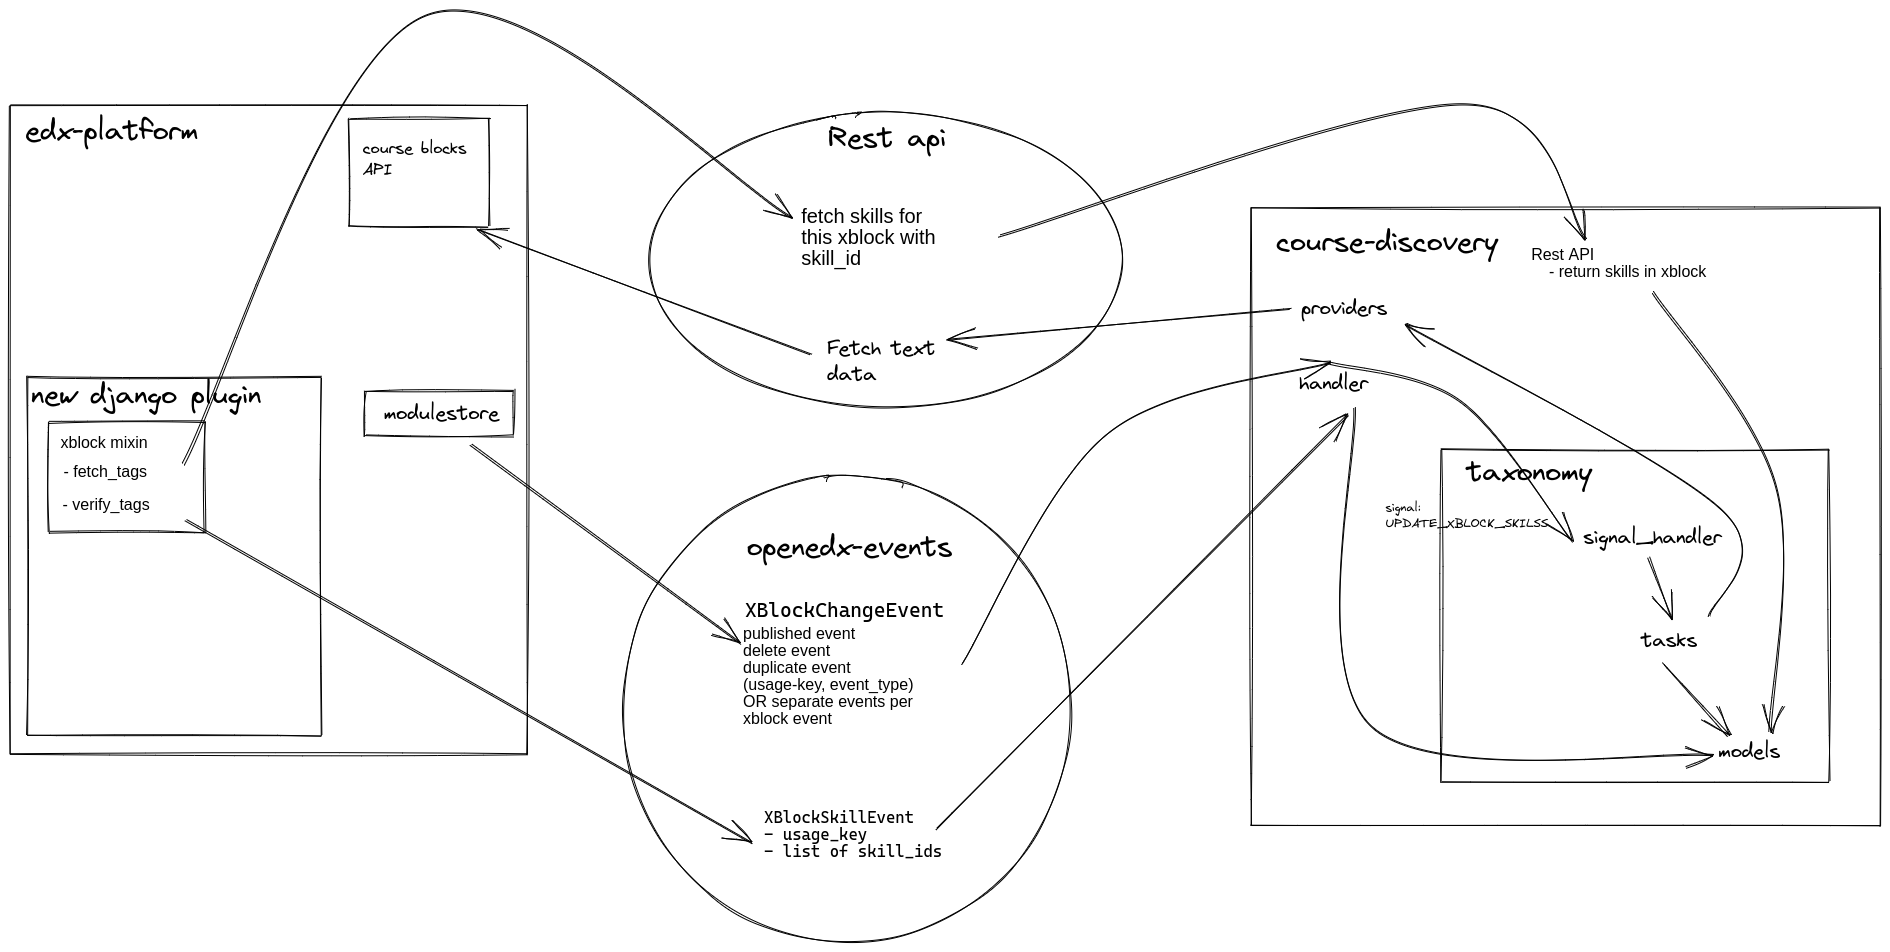 edx-platform
course blocks
API
new django plugin
xblock mixin
- fetch_tags
- verify_tags
modulestore
Rest api
fetch skills for
this xblock with
skill_id
Fetch text
data
openedx-events
XBlockChangeEvent
published event
delete event
duplicate event
(usage-key, event_type)
OR separate events per
xblock event
XBlockSkillEvent
- usage_key
- list of skill_ids
course-discovery
Rest API
- return skills in xblock
providers
handler
taxonomy
signal:
UPDATE_XBLOCK_SKILSS
signal_handler
tasks
models